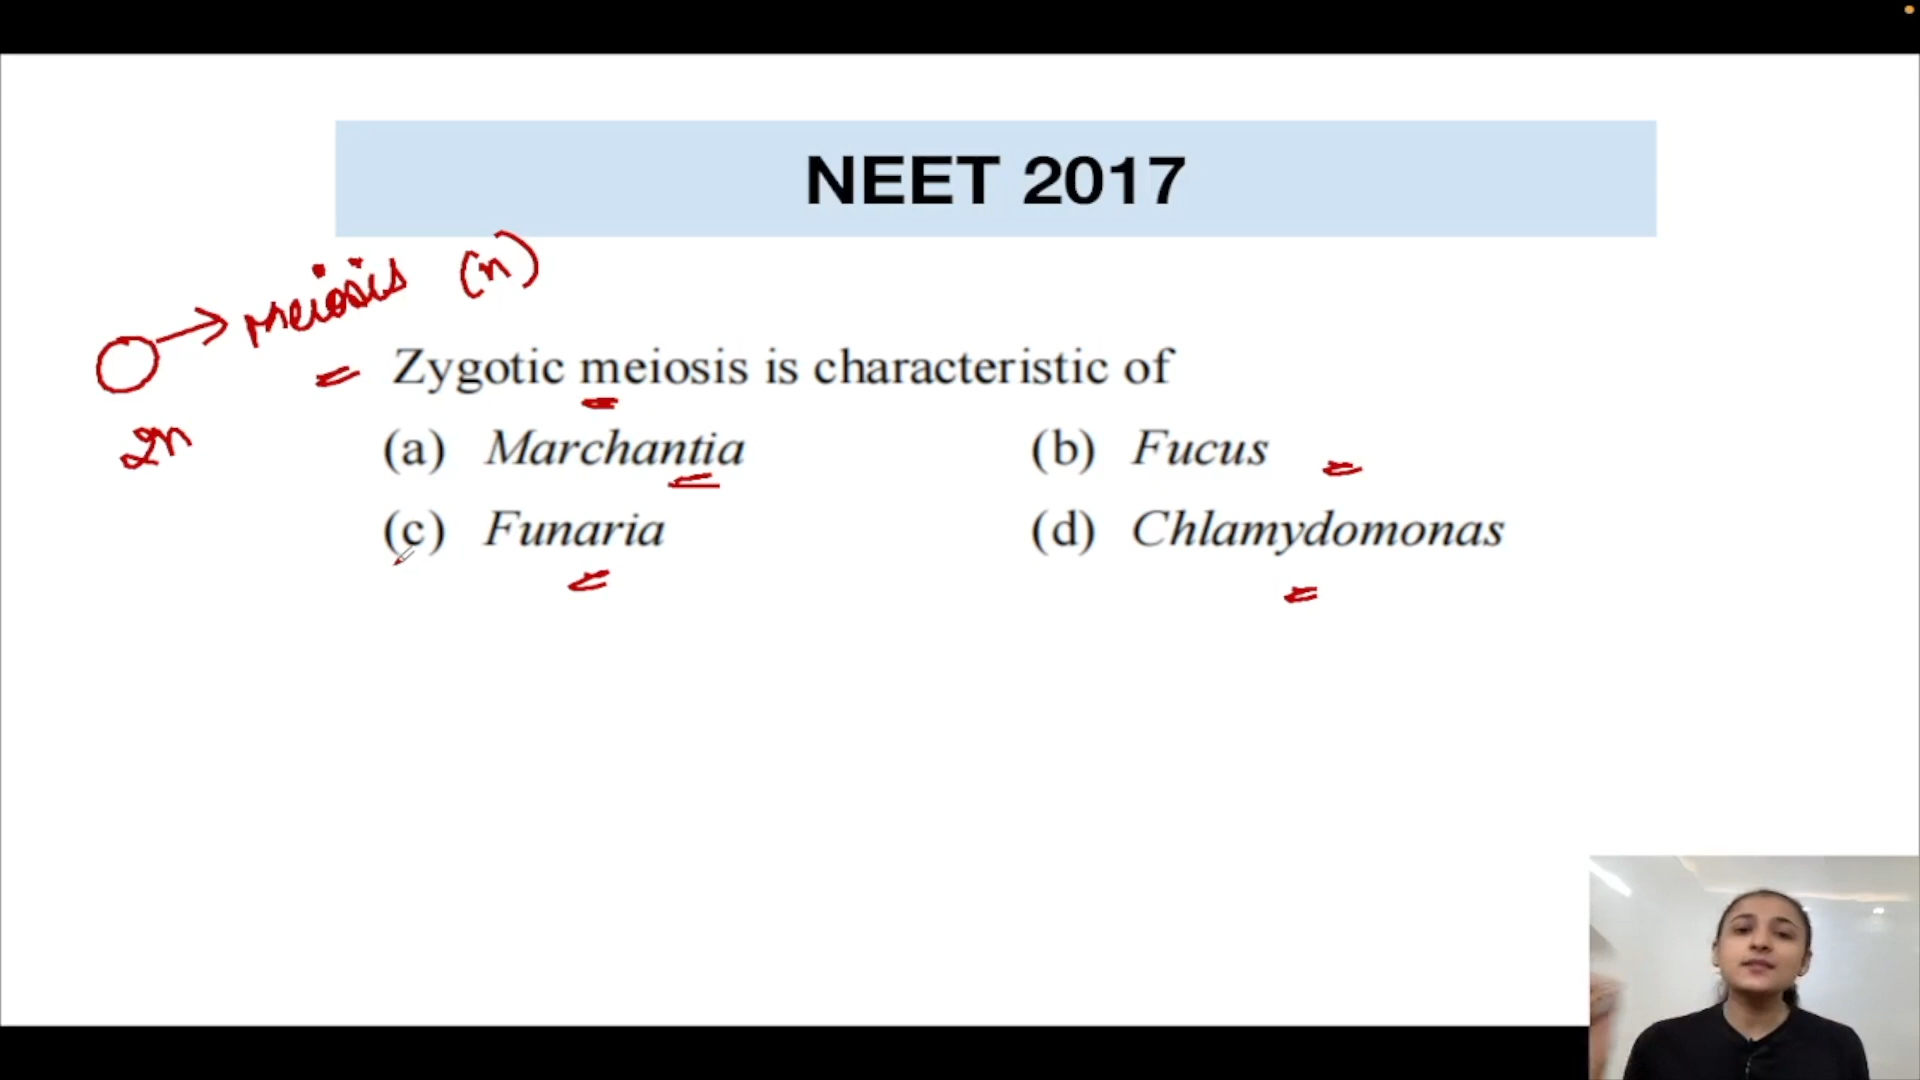 NEET 2017
meiosis (n)
2n
Zygotic meiosis is characteristic of
(a) Marchantia (b) Fucus
(c) Funaria (d) Chlamydomonas